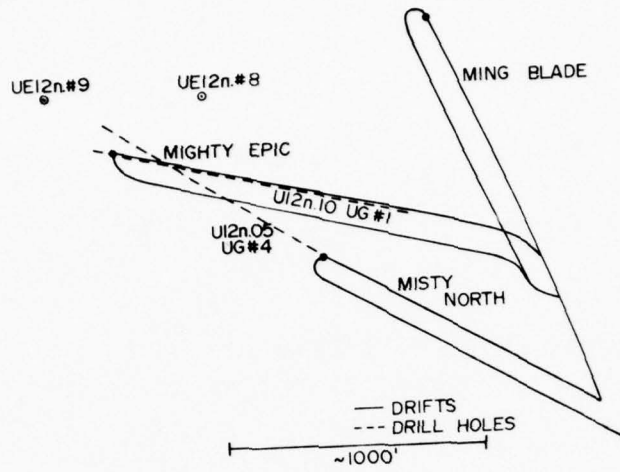 MING BLADE
UE12n.#9
UE12n.#8
MIGHTY EPIC
U12n.10 UG#1
U12n.05
UG#4
MISTY
NORTH
DRIFTS
DRILL HOLES
~1000'